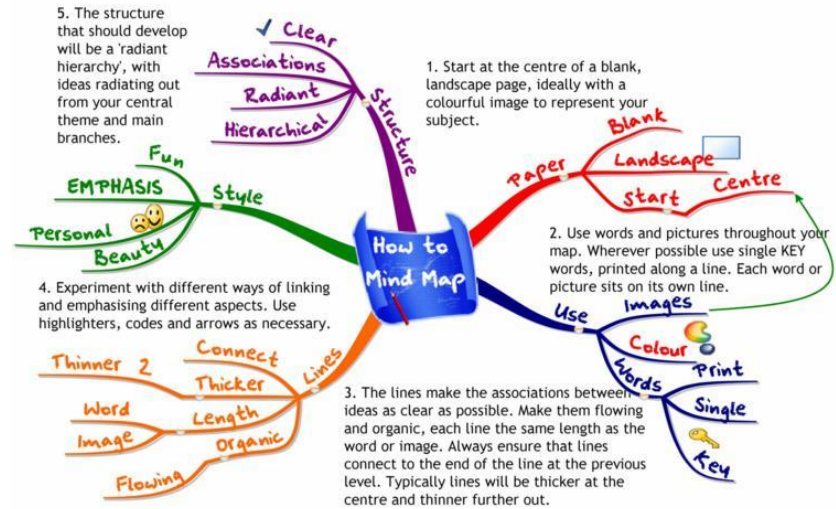 How to
Mind Map
1. Start at the centre of a blank,
landscape page, ideally with a
colourful image to represent your
subject.
Paper
Blank
Landscape
Start
Centre
2. Use words and pictures throughout your
map. Wherever possible use single KEY
words, printed along a line. Each word or
picture sits on its own line.
Use
Images
Colour
Words
Print
Single
Key
3. The lines make the associations between
ideas as clear as possible. Make them flowing
and organic, each line the same length as the
word or image. Always ensure that lines
connect to the end of the line at the previous
level. Typically lines will be thicker at the
centre and thinner further out.
Lines
Connect
Thicker
Thinner 2
Length
Word
Image
Organic
Flowing
4. Experiment with different ways of linking
and emphasising different aspects. Use
highlighters, codes and arrows as necessary.
Style
Fun
EMPHASIS
Personal
Beauty
5. The structure
that should develop
will be a 'radiant
hierarchy', with
ideas radiating out
from your central
theme and main
branches.
Structure
Clear
Associations
Radiant
Hierarchical